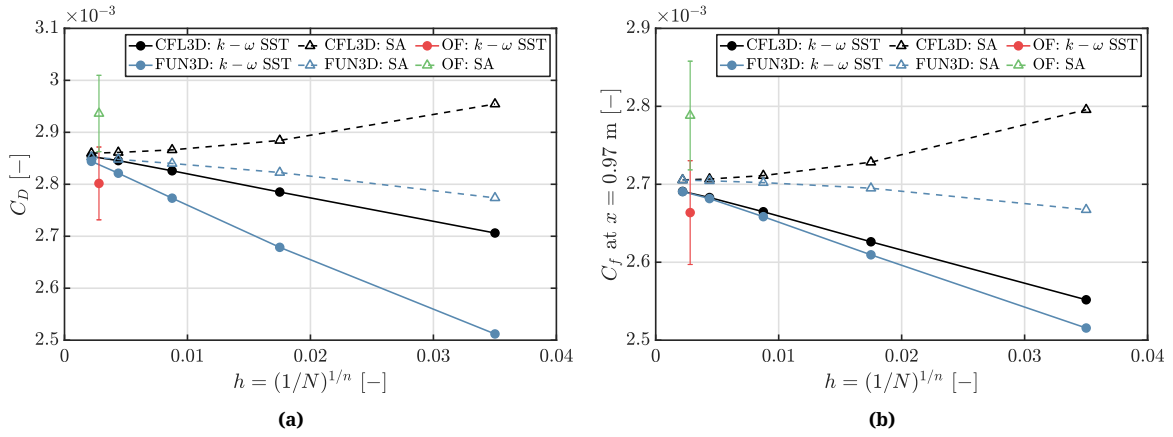 ×10⁻³
3.1
3
2.9
2.8
2.7
2.6
2.5
C_D [−]
CFL3D: k − ω SST
CFL3D: SA
OF: k − ω SST
FUN3D: k − ω SST
FUN3D: SA
OF: SA
0
0.01
0.02
0.03
0.04
h = (1/N)^{1/n} [−]
(a)
×10⁻³
2.9
2.8
2.7
2.6
2.5
C_f at x = 0.97 m [−]
CFL3D: k − ω SST
CFL3D: SA
OF: k − ω SST
FUN3D: k − ω SST
FUN3D: SA
OF: SA
0
0.01
0.02
0.03
0.04
h = (1/N)^{1/n} [−]
(b)